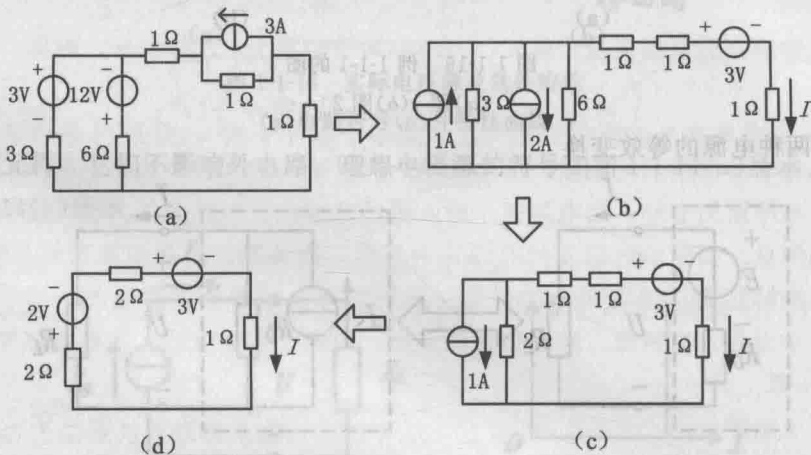 3A
1Ω
1Ω
+ -
3V 12V
- +
1Ω
3Ω 6Ω
(a)
1Ω 1Ω
+ -
3V
3Ω 6Ω
1Ω
1A 2A
I
(b)
2Ω
+ -
3V
-
2V
+
1Ω
I
2Ω
(d)
1Ω 1Ω
+ -
3V
2Ω
1Ω
I
1A
(c)